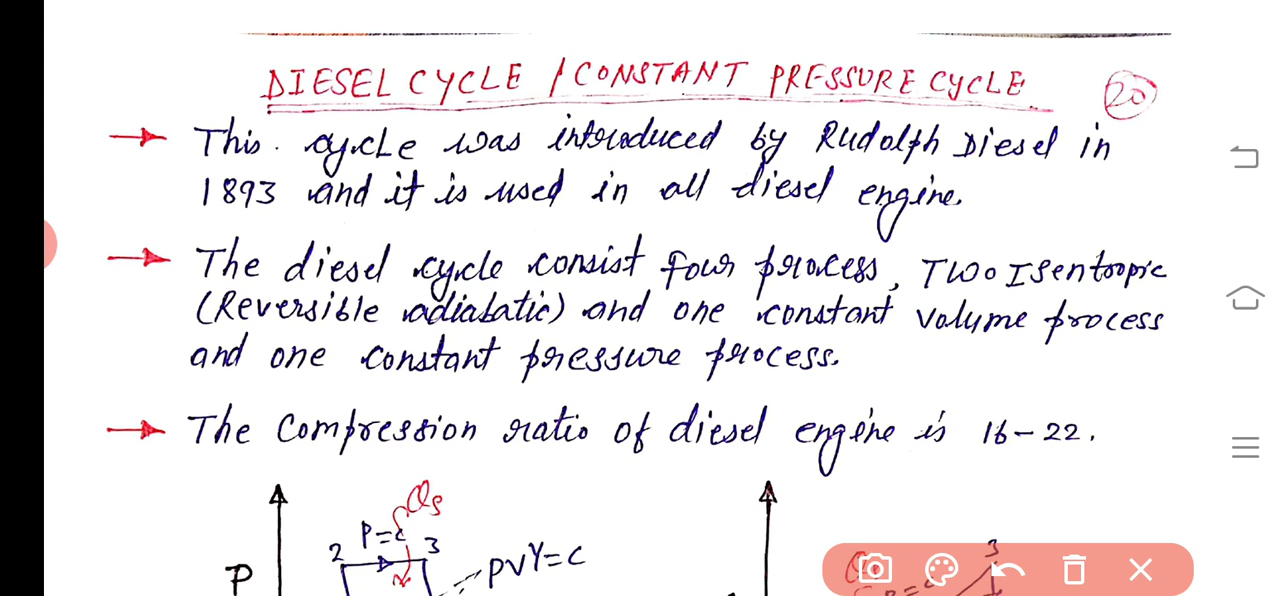 DIESEL CYCLE / CONSTANT PRESSURE CYCLE
20
→ This cycle was introduced by Rudolph Diesel in
1893 and it is used in all diesel engine.
→ The diesel cycle consist four process, Two Isentropic
(Reversible adiabatic) and one constant volume process
and one constant pressure process.
→ The Compression ratio of diesel engine is 16-22.
Qs
P=c
2
3
PVγ=c
P
3